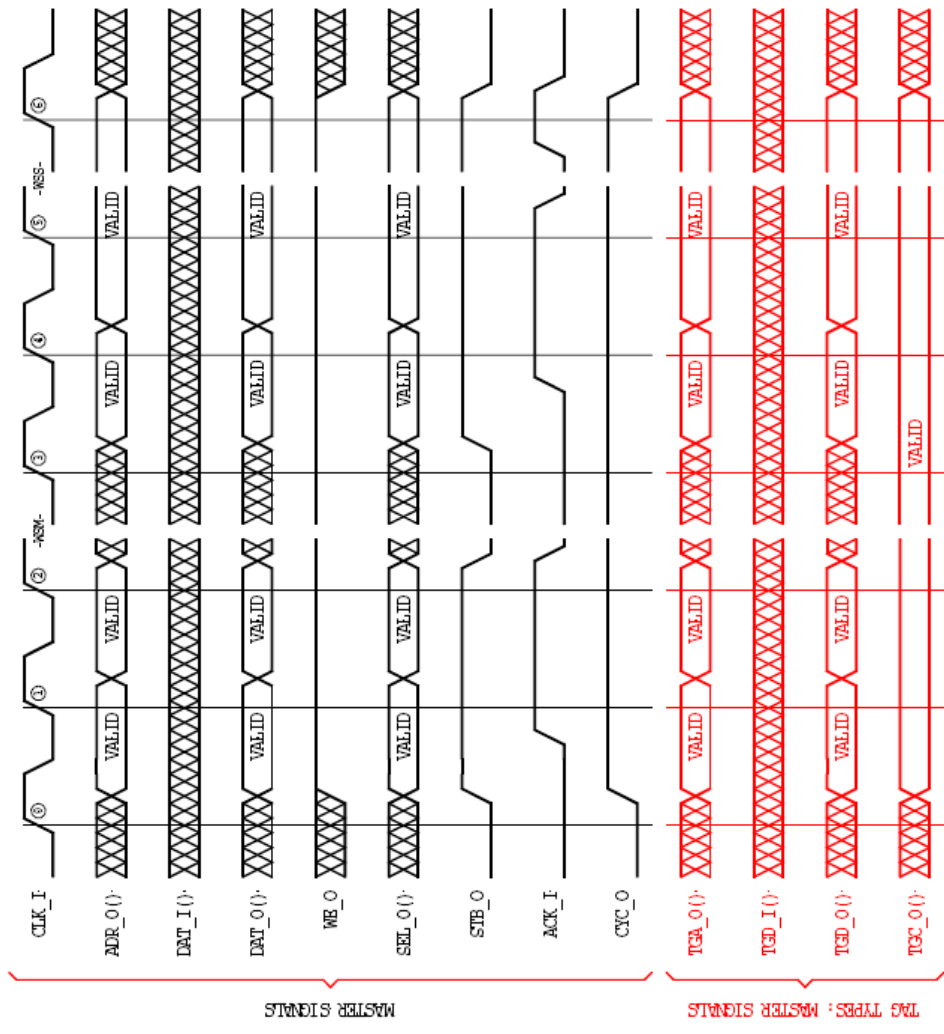 CLK_I 0 1 2 -WSM- 3 4 5 -WSS- 6
ADR_O() VALID VALID VALID VALID
DAT_I()
DAT_O() VALID VALID VALID VALID
WE_O
SEL_O() VALID VALID VALID VALID
STB_O
ACK_I
CYC_O
MASTER SIGNALS
TGA_O() VALID VALID VALID VALID
TGD_I()
TGD_O() VALID VALID VALID VALID
TGC_O() VALID
TAG TYPES: MASTER SIGNALS